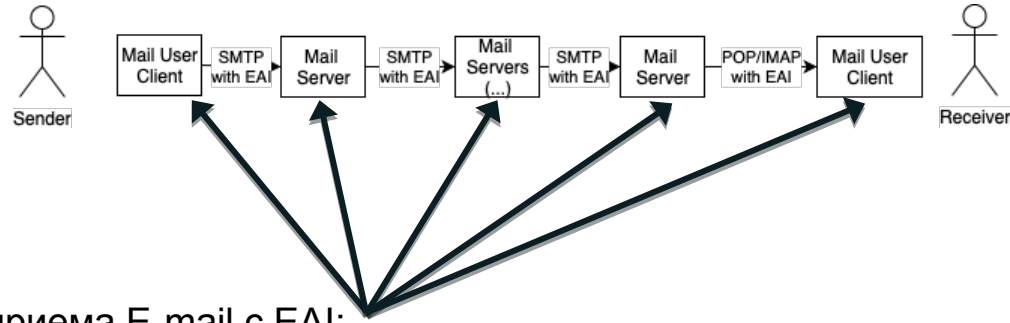 Mail User
Client
SMTP
with EAI
Mail
Server
SMTP
with EAI
Mail
Servers
(...)
SMTP
with EAI
Mail
Server
POP/IMAP
with EAI
Mail User
Client
Sender
Receiver
приема E-mail с EAI: